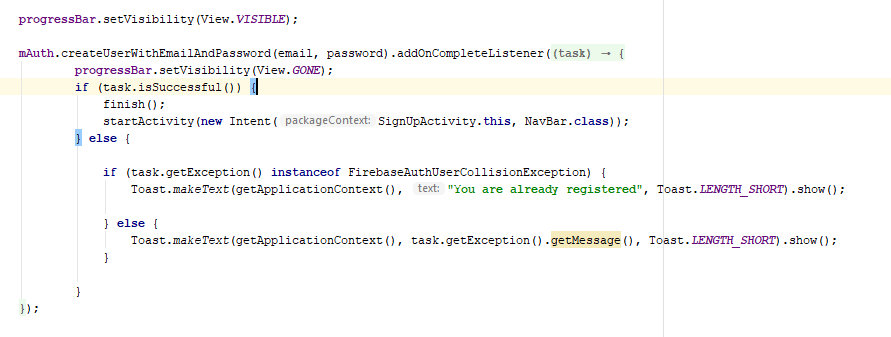 progressBar.setVisibility(View.VISIBLE);
mAuth.createUserWithEmailAndPassword(email, password).addOnCompleteListener((task) → {
progressBar.setVisibility(View.GONE);
if (task.isSuccessful()) {
finish();
startActivity(new Intent( packageContext: SignUpActivity.this, NavBar.class));
} else {
if (task.getException() instanceof FirebaseAuthUserCollisionException) {
Toast.makeText(getApplicationContext(), text: "You are already registered", Toast.LENGTH_SHORT).show();
} else {
Toast.makeText(getApplicationContext(), task.getException().getMessage(), Toast.LENGTH_SHORT).show();
}
}
});